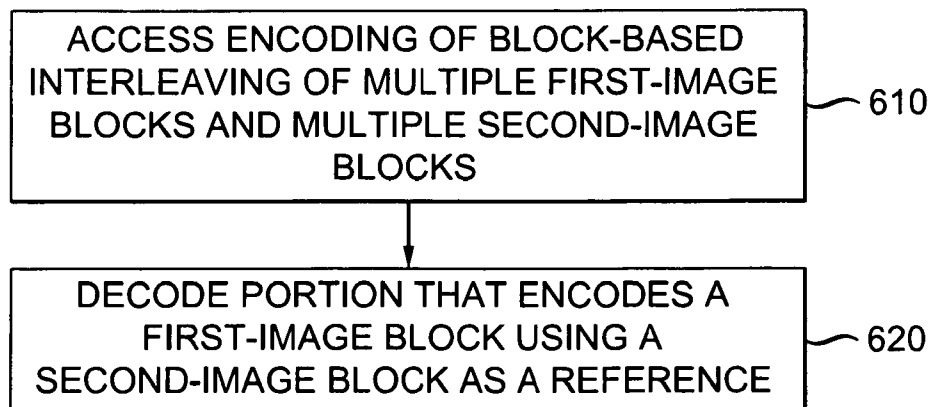 ACCESS ENCODING OF BLOCK-BASED
INTERLEAVING OF MULTIPLE FIRST-IMAGE
BLOCKS AND MULTIPLE SECOND-IMAGE
BLOCKS
610
DECODE PORTION THAT ENCODES A
FIRST-IMAGE BLOCK USING A
SECOND-IMAGE BLOCK AS A REFERENCE
620